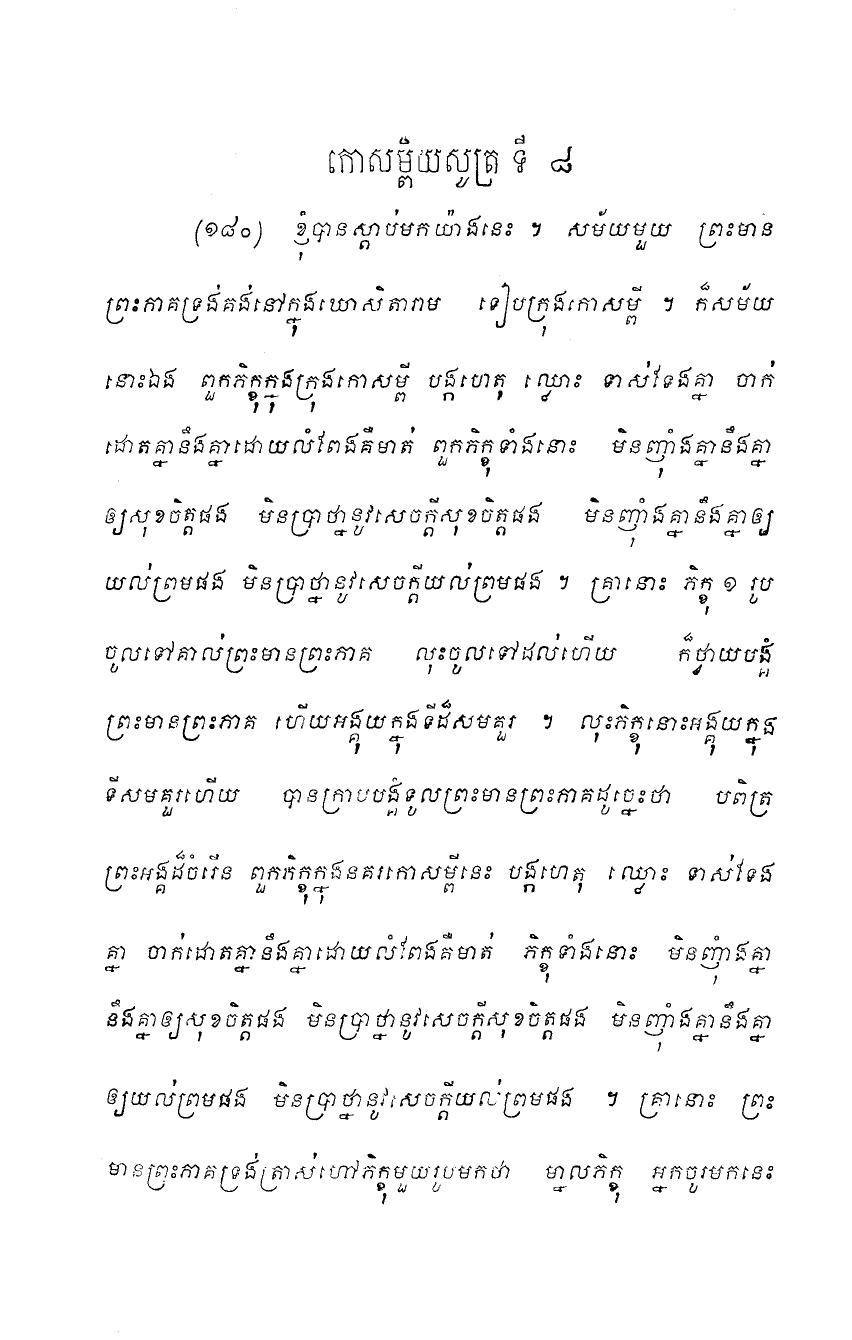 កោសម្ពិយសូត្រ ទី ៨
(១៨០) ខ្ញុំបានស្តាប់មកយ៉ាងនេះ ។ សម័យមួយ ព្រះមាន
ព្រះភាគទ្រង់គង់នៅក្នុងឃោសិតារាម ទៀបក្រុងកោសម្ពី ។ ក៏សម័យ
នោះឯង ពួកភិក្ខុក្នុងក្រុងកោសម្ពី បង្កហេតុ ឈ្លោះ ទាស់ទែងគ្នា ចាក់
ដោតគ្នានឹងគ្នាដោយលំពែងគឺមាត់ ពួកភិក្ខុទាំងនោះ មិនញុំាងគ្នានឹងគ្នា
ឲ្យសុខចិត្តផង មិនប្រាថ្នានូវសេចក្តីសុខចិត្តផង មិនញុំាងគ្នានឹងគ្នាឲ្យ
យល់ព្រមផង មិនប្រាថ្នានូវសេចក្តីយល់ព្រមផង ។ គ្រានោះ ភិក្ខុ ១ រូប
ចូលទៅគាល់ព្រះមានព្រះភាគ លុះចូលទៅដល់ហើយ ក៏ថ្វាយបង្គំ
ព្រះមានព្រះភាគ ហើយអង្គុយក្នុងទីដ៏សមគួរ ។ លុះភិក្ខុនោះអង្គុយក្នុង
ទីសមគួរហើយ បានក្រាបបង្គំទូលព្រះមានព្រះភាគដូច្នេះថា បពិត្រ
ព្រះអង្គដ៏ចំរើន ពួកភិក្ខុក្នុងនគរកោសម្ពីនេះ បង្កហេតុ ឈ្លោះ ទាស់ទែង
គ្នា ចាក់ដោតគ្នានឹងគ្នាដោយលំពែងគឺមាត់ ភិក្ខុទាំងនោះ មិនញុំាងគ្នា
នឹងគ្នាឲ្យសុខចិត្តផង មិនប្រាថ្នានូវសេចក្តីសុខចិត្តផង មិនញុំាងគ្នានឹងគ្នា
ឲ្យយល់ព្រមផង មិនប្រាថ្នានូវសេចក្តីយល់ព្រមផង ។ គ្រានោះ ព្រះ
មានព្រះភាគទ្រង់ត្រាស់ហៅភិក្ខុមួយរូបមកថា ម្នាលភិក្ខុ អ្នកចូរមកនេះ